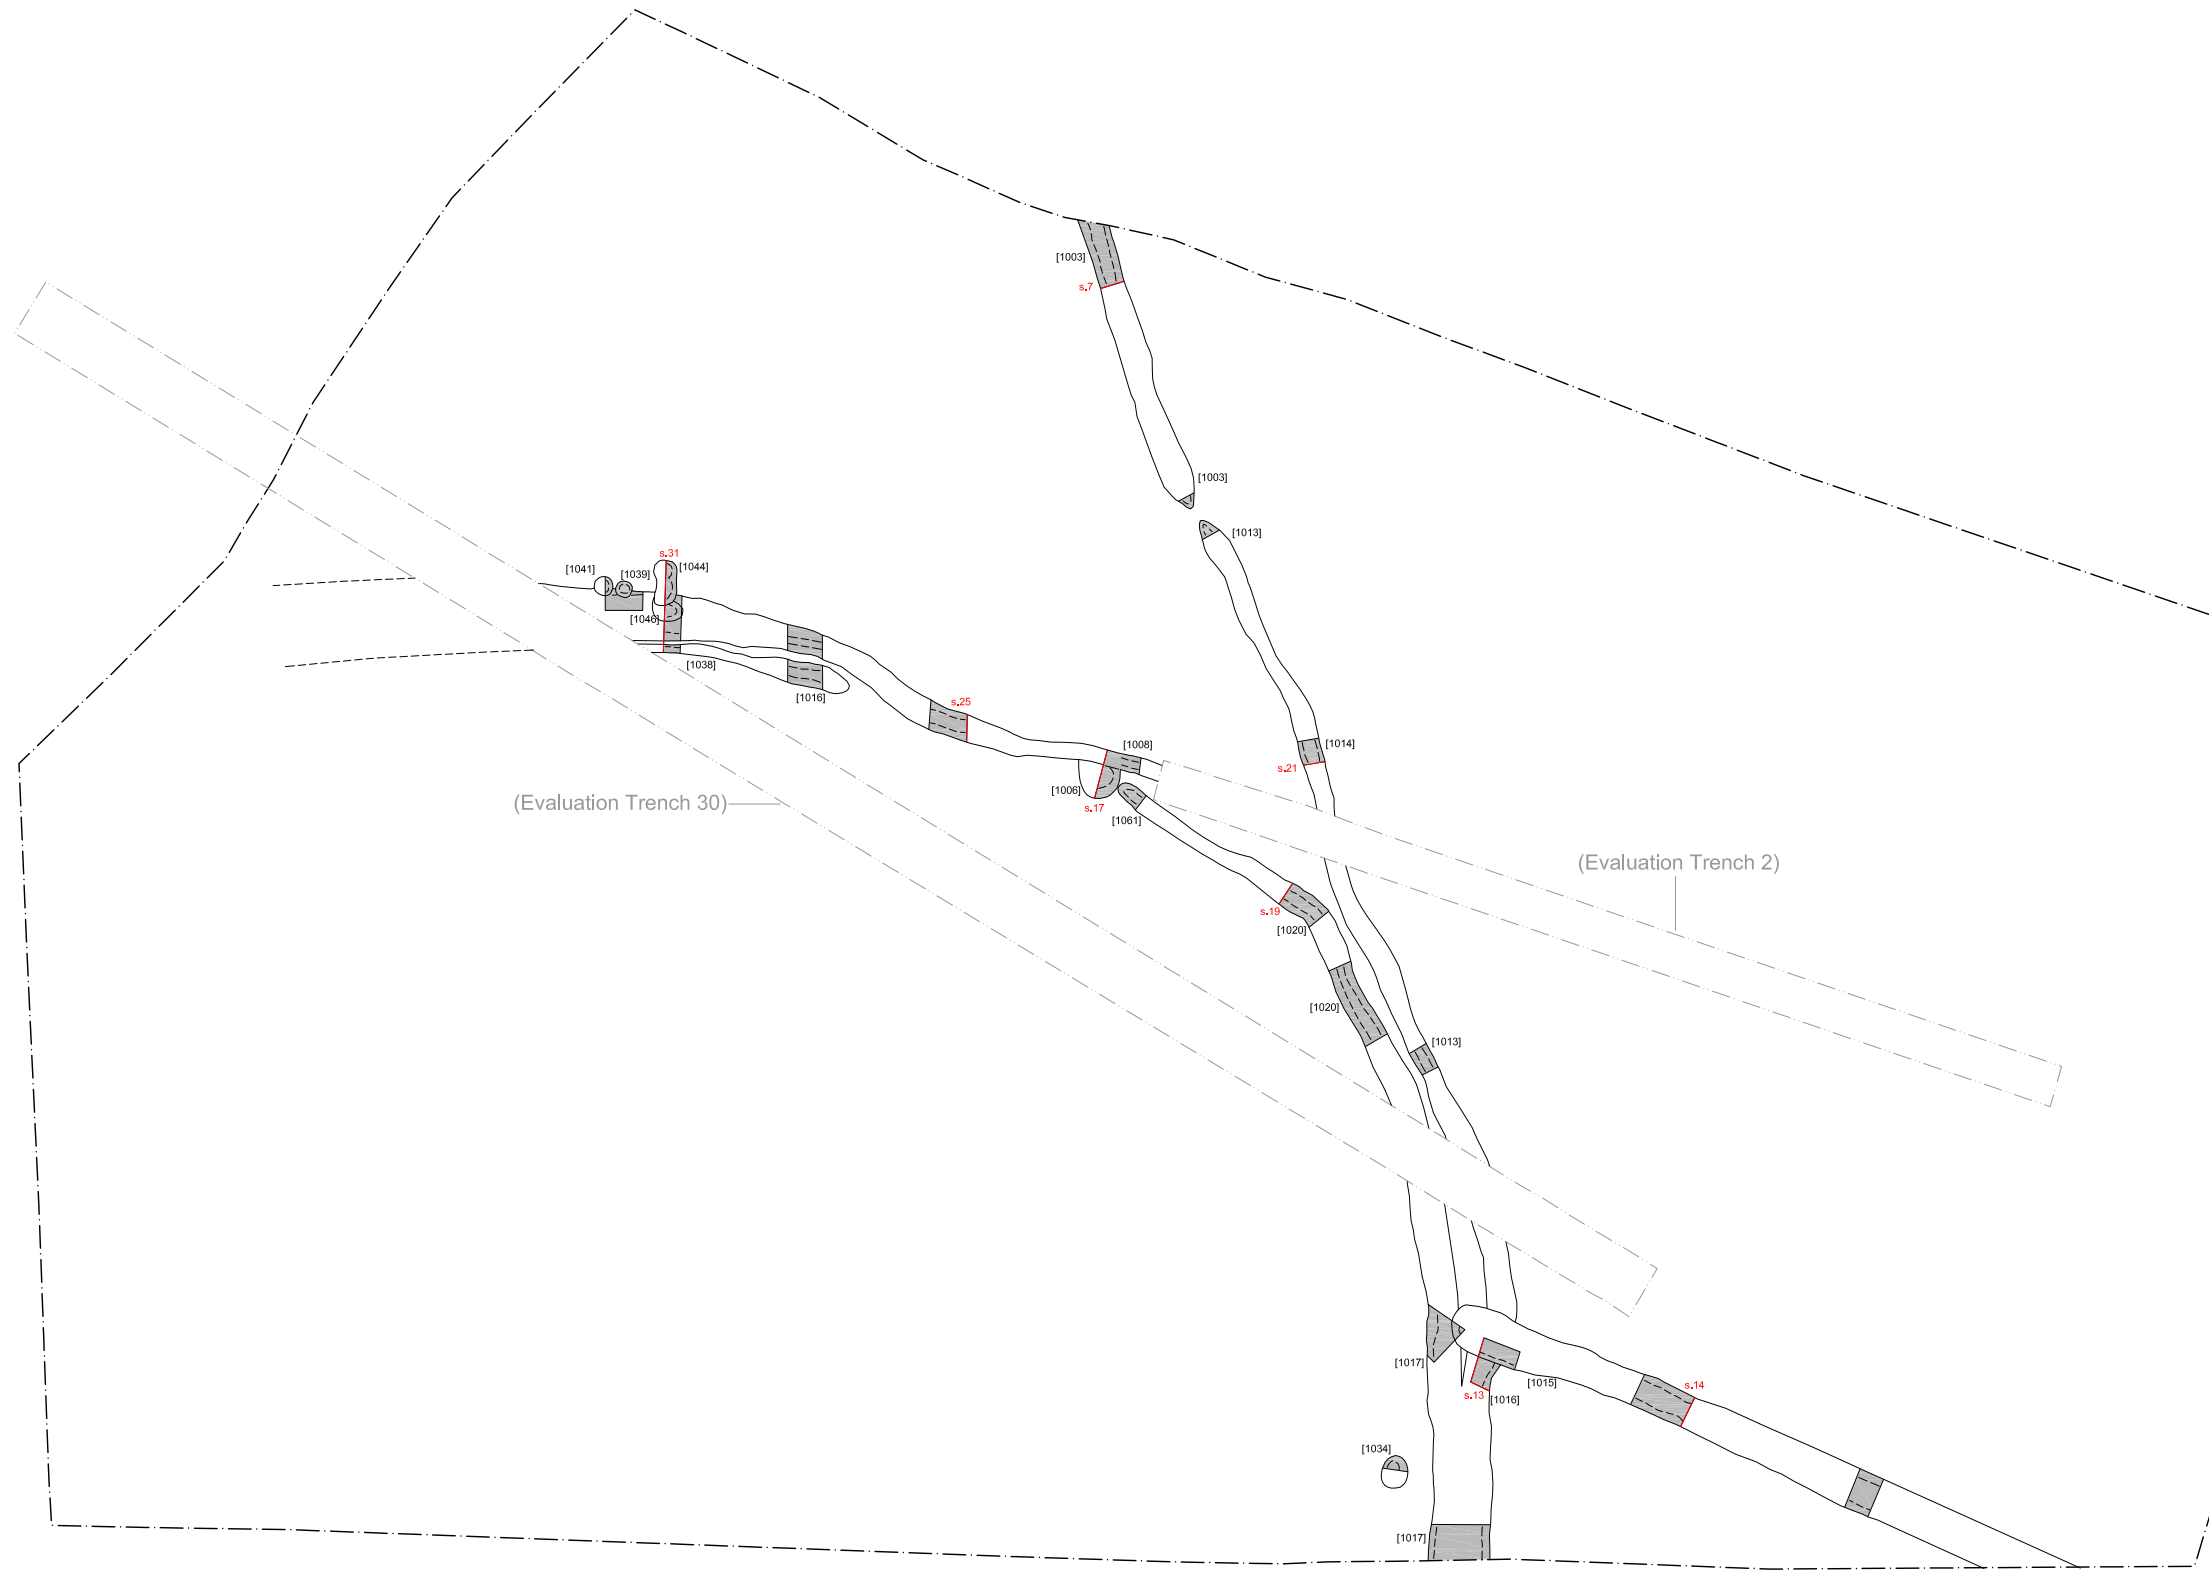 [1003]
s.7
[1003]
[1013]
s.31
[1041]
[1039]
[1044]
[1046]
[1038]
[1016]
s.25
[1008]
[1014]
s.21
[1006]
s.17
[1061]
(Evaluation Trench 30)
(Evaluation Trench 2)
s.19
[1020]
[1020]
[1013]
[1017]
[1015]
s.13
[1016]
s.14
[1034]
[1017]